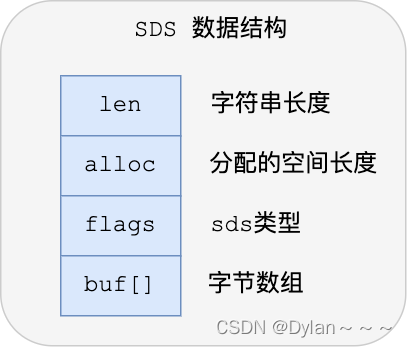 SDS 数据结构
len 字符串长度
alloc 分配的空间长度
flags sds类型
buf[] 字节数组
CSDN @Dylan～～～